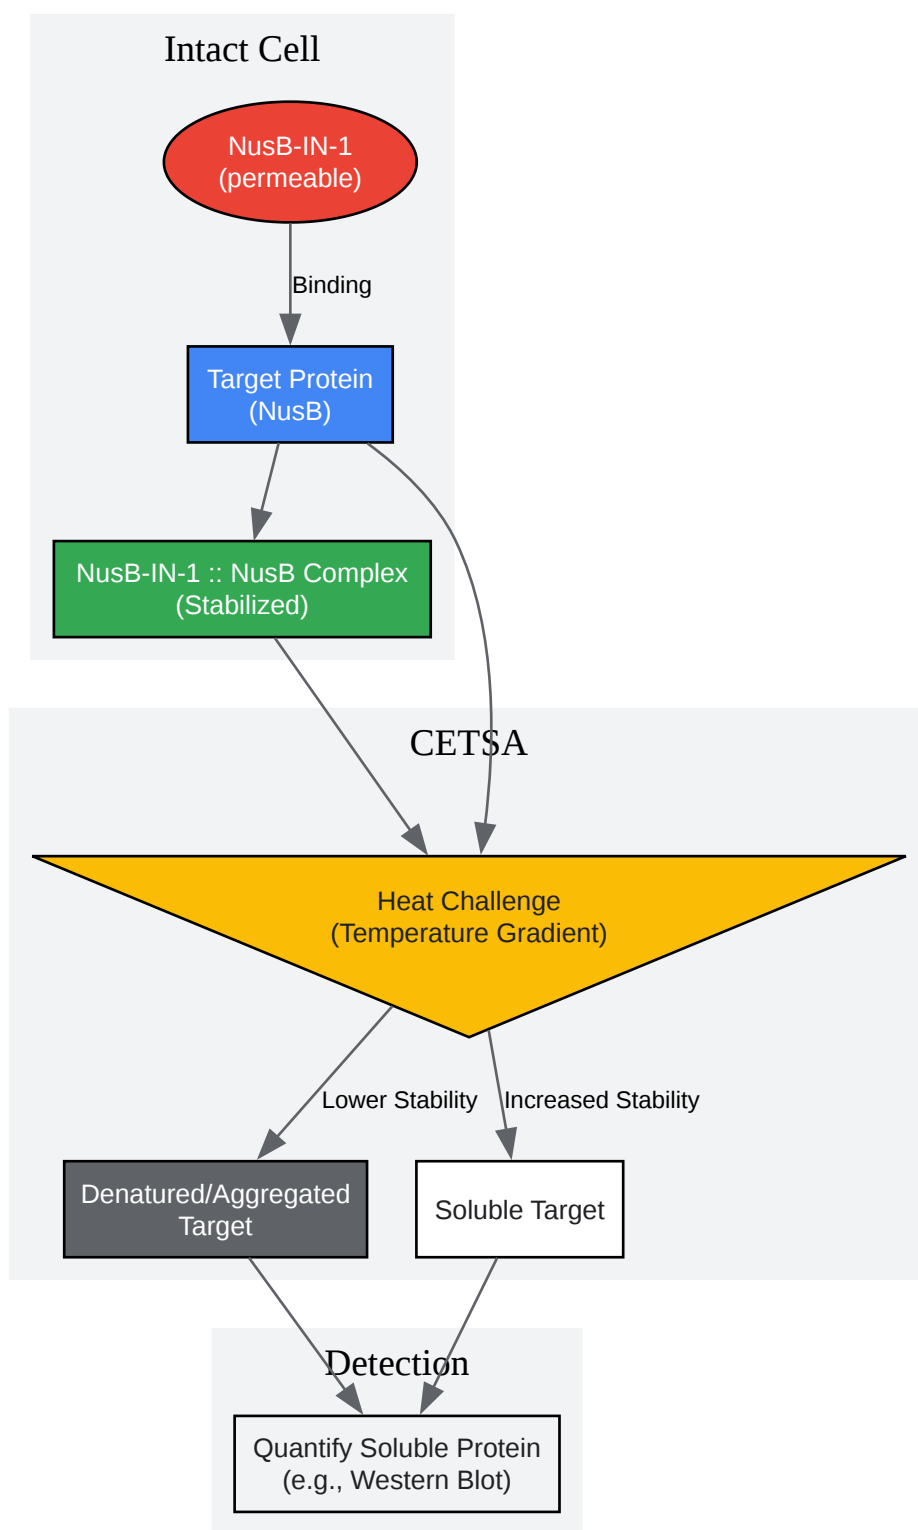 Intact Cell
NusB-IN-1
(permeable)
Binding
Target Protein
(NusB)
NusB-IN-1 :: NusB Complex
(Stabilized)
CETSA
Heat Challenge
(Temperature Gradient)
Lower Stability
Increased Stability
Denatured/Aggregated
Target
Soluble Target
Detection
Quantify Soluble Protein
(e.g., Western Blot)